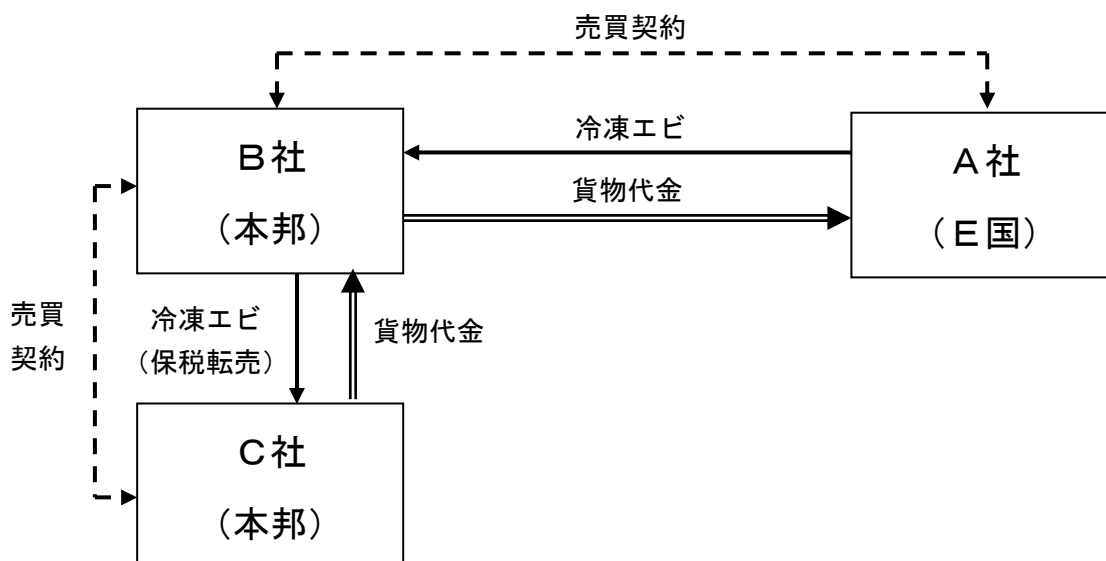 売買契約
B社
(本邦)
冷凍エビ
貨物代金
A社
(E国)
売買
契約
冷凍エビ
(保税転売)
貨物代金
C社
(本邦)